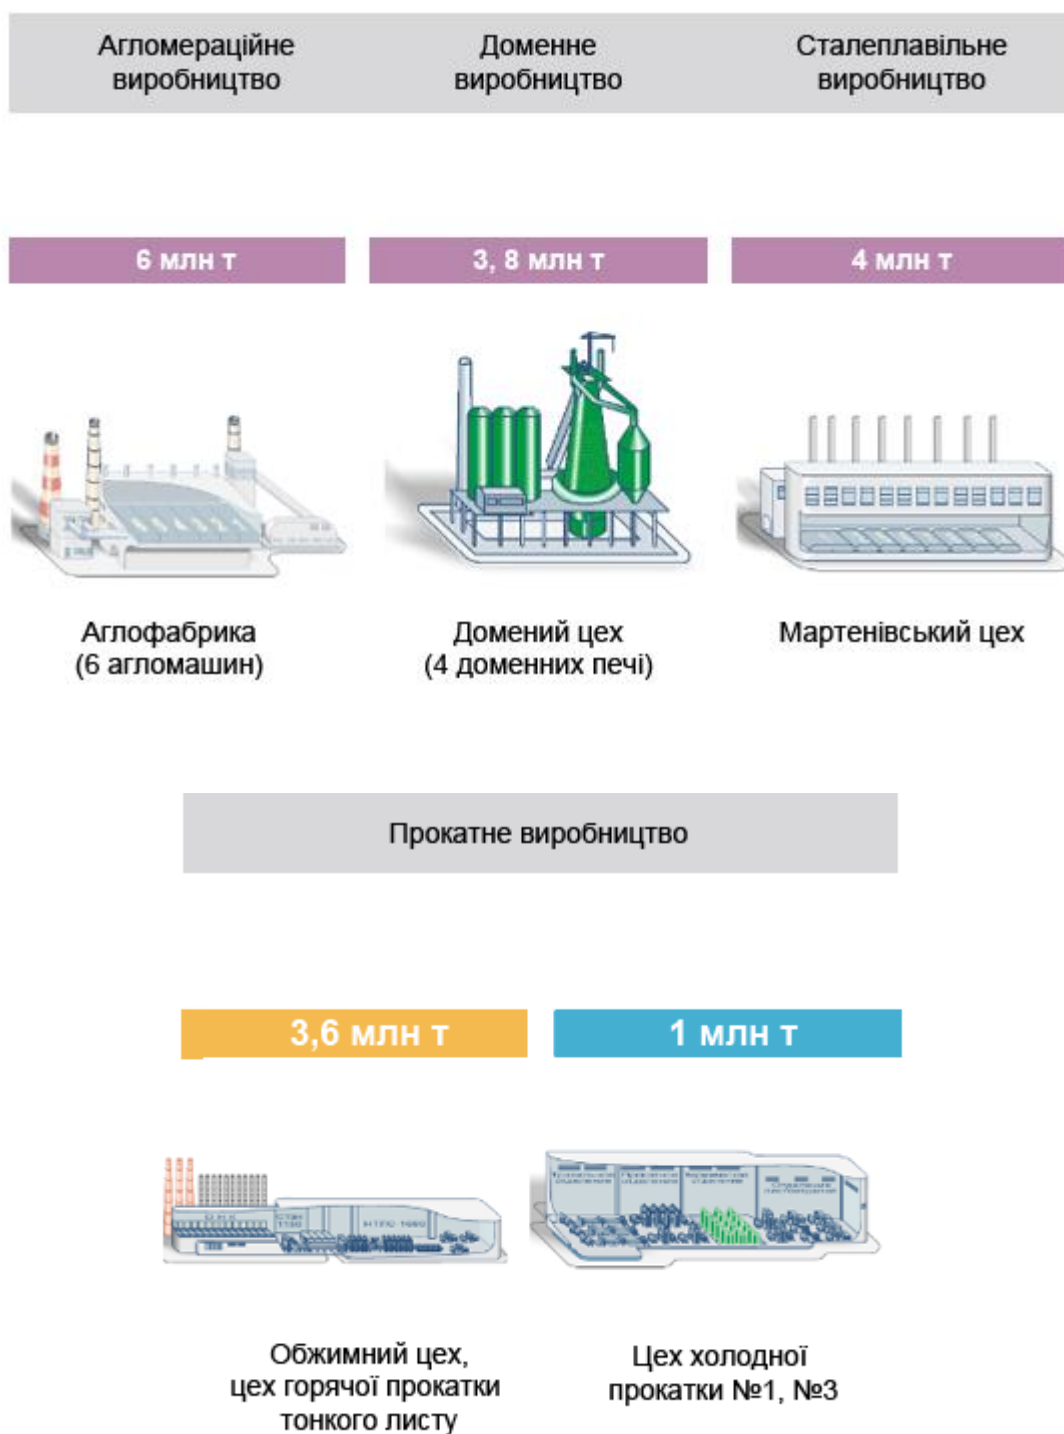 Агломераційне
виробництво
Доменне
виробництво
Сталеплавільне
виробництво
6 млн т
3, 8 млн т
4 млн т
Аглофабрика
(6 агломашин)
Домений цех
(4 доменних печі)
Мартенівський цех
Прокатне виробництво
3,6 млн т
1 млн т
Обжимний цех,
цех горячої прокатки
тонкого листу
Цех холодної
прокатки №1, №3